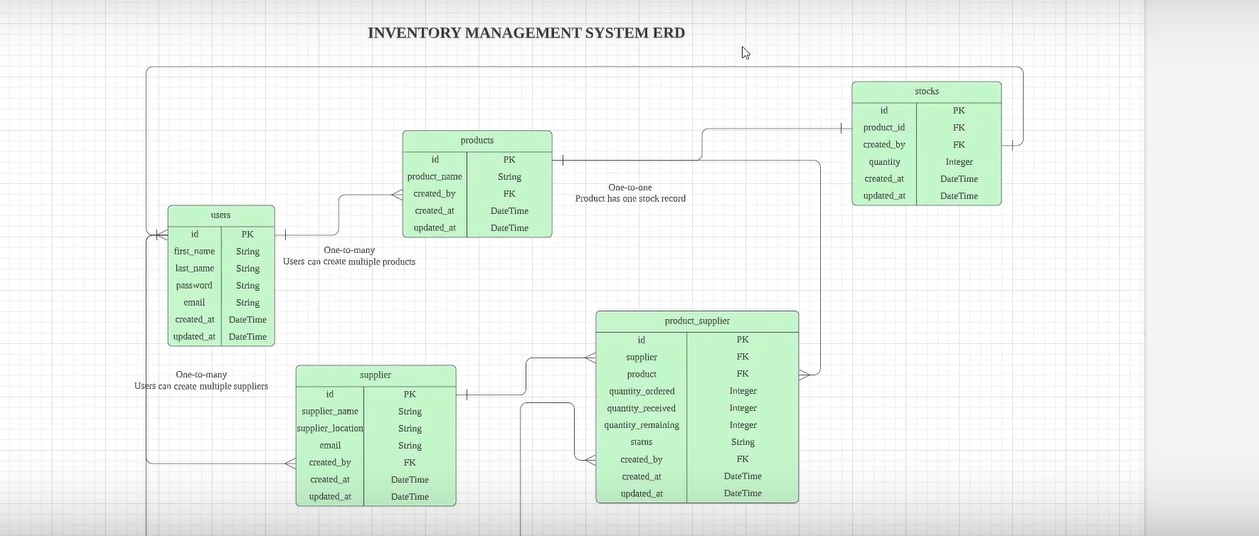 INVENTORY MANAGEMENT SYSTEM ERD
stocks
id PK
product_id FK
created_by FK
quantity Integer
created_at DateTime
updated_at DateTime
products
id PK
product_name String
created_by FK
created_at DateTime
updated_at DateTime
One-to-one
Product has one stock record
users
id PK
first_name String
last_name String
password String
email String
created_at DateTime
updated_at DateTime
One-to-many
Users can create multiple products
One-to-many
Users can create multiple suppliers
supplier
id PK
supplier_name String
supplier_location String
email String
created_by FK
created_at DateTime
updated_at DateTime
product_supplier
id PK
supplier FK
product FK
quantity_ordered Integer
quantity_received Integer
quantity_remaining Integer
status String
created_by FK
created_at DateTime
updated_at DateTime